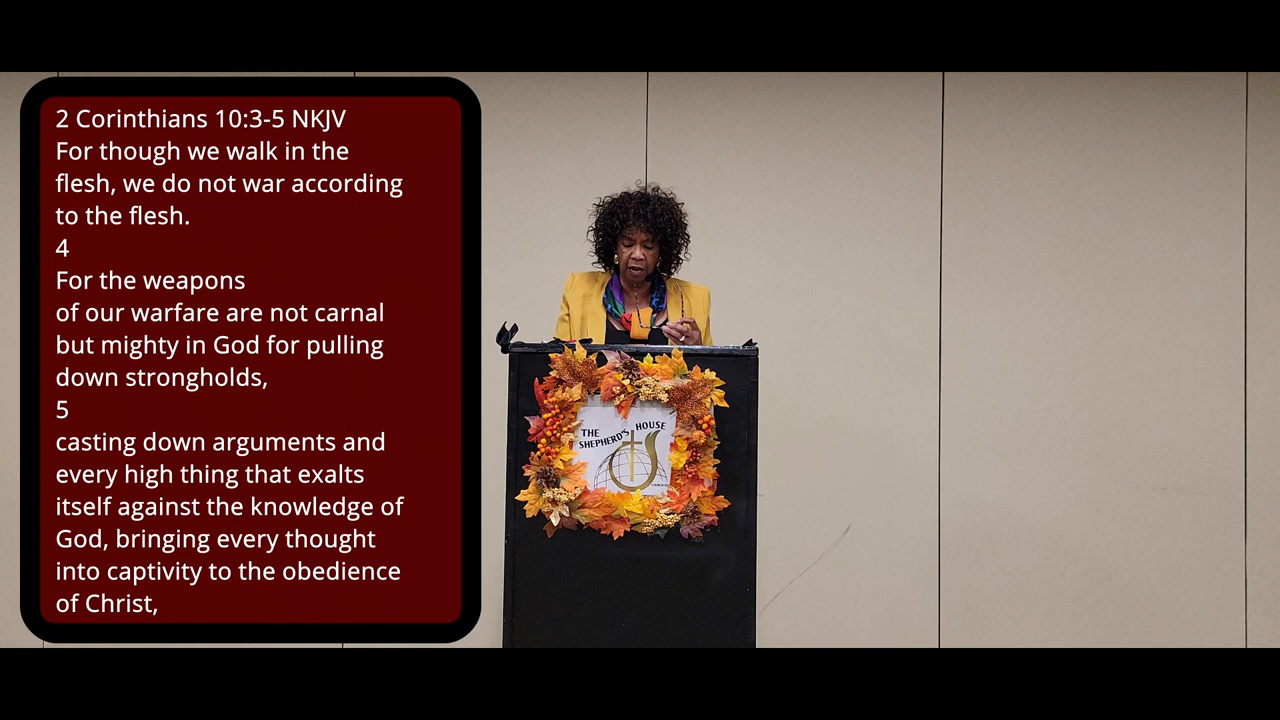 2 Corinthians 10:3-5 NKJV
For though we walk in the
flesh, we do not war according
to the flesh.
4
For the weapons
of our warfare are not carnal
but mighty in God for pulling
down strongholds,
5
casting down arguments and
every high thing that exalts
itself against the knowledge of
God, bringing every thought
into captivity to the obedience
of Christ,
THE
SHEPHERD'S HOUSE